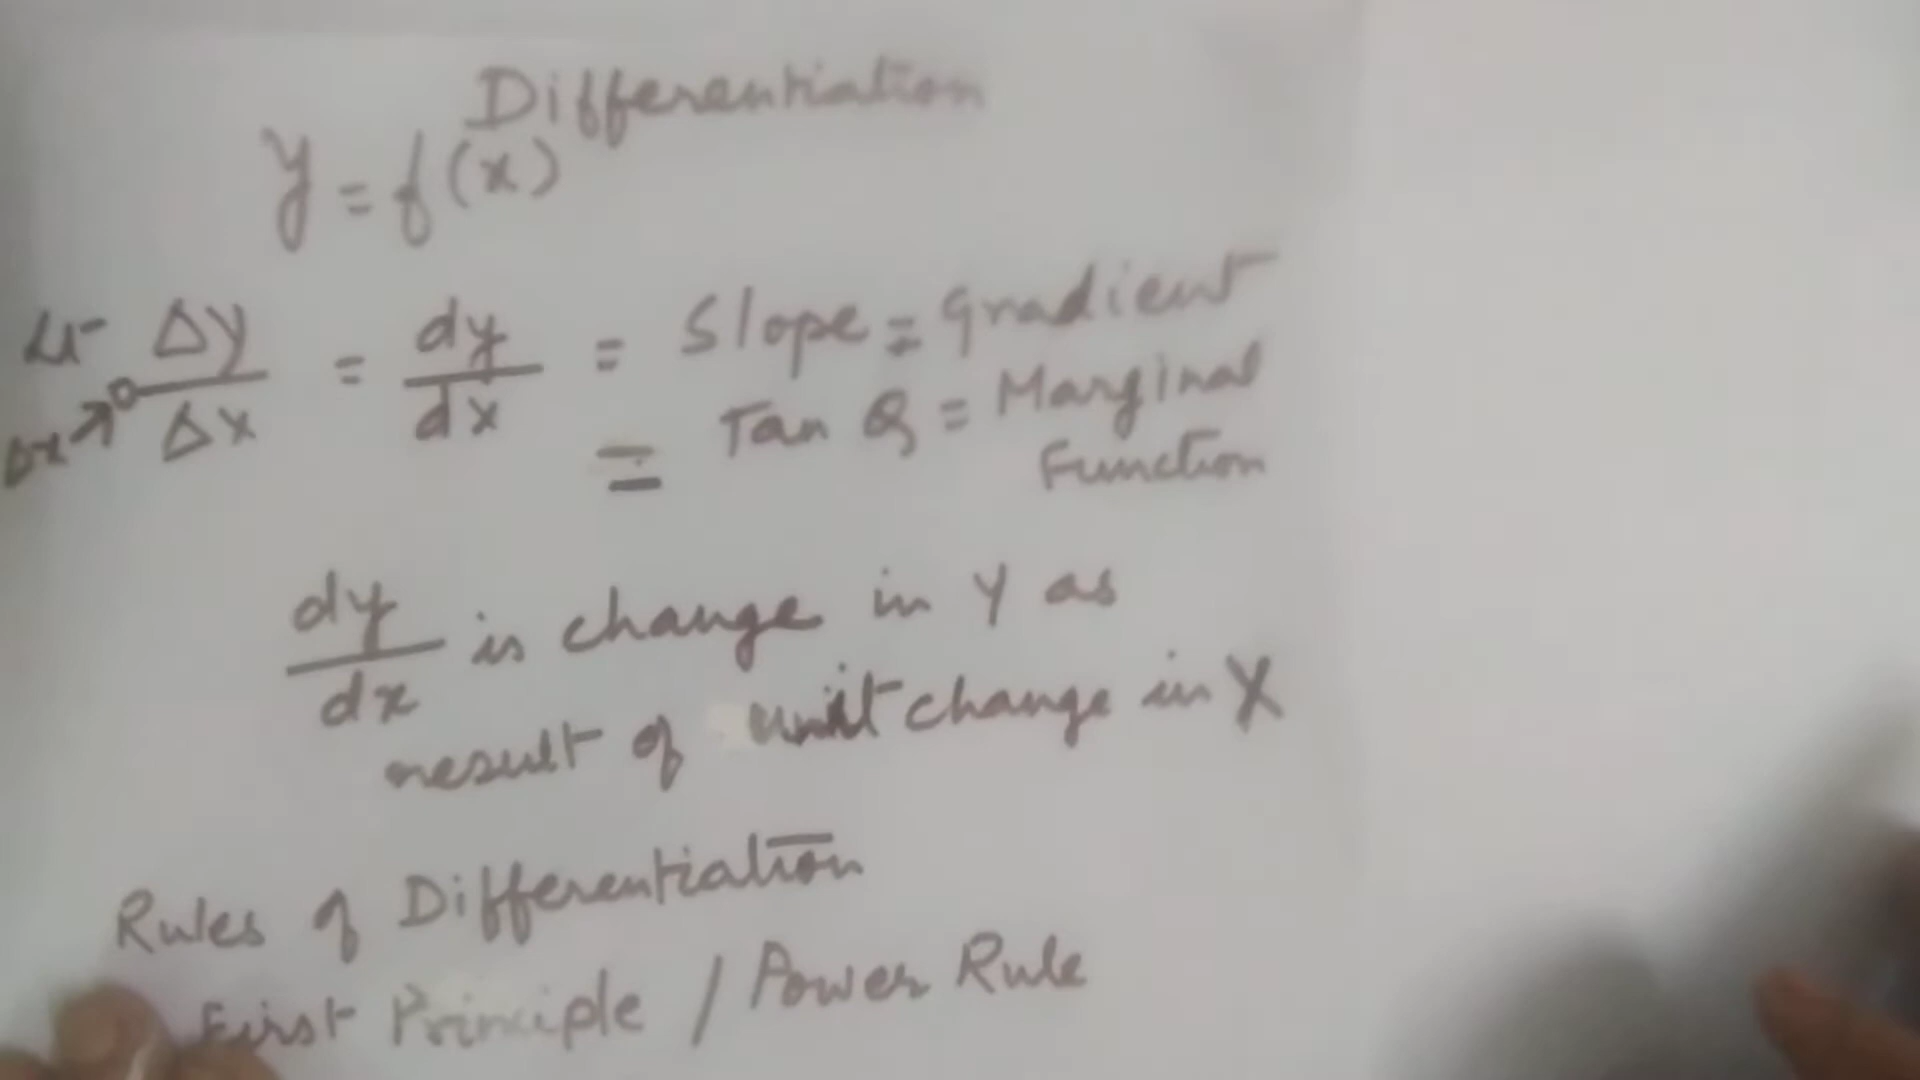 Differentiation
y = f(x)
Lt Δx→0 Δy/Δx = dy/dx = Slope = gradient
= Tan θ = Marginal Function
dy/dx is change in Y as
result of unit change in X
Rules of Differentiation
First Principle / Power Rule